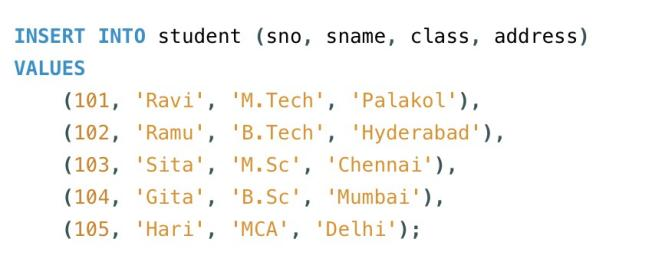 INSERT INTO student (sno, sname, class, address)
VALUES
(101, 'Ravi', 'M.Tech', 'Palakol'),
(102, 'Ramu', 'B.Tech', 'Hyderabad'),
(103, 'Sita', 'M.Sc', 'Chennai'),
(104, 'Gita', 'B.Sc', 'Mumbai'),
(105, 'Hari', 'MCA', 'Delhi');